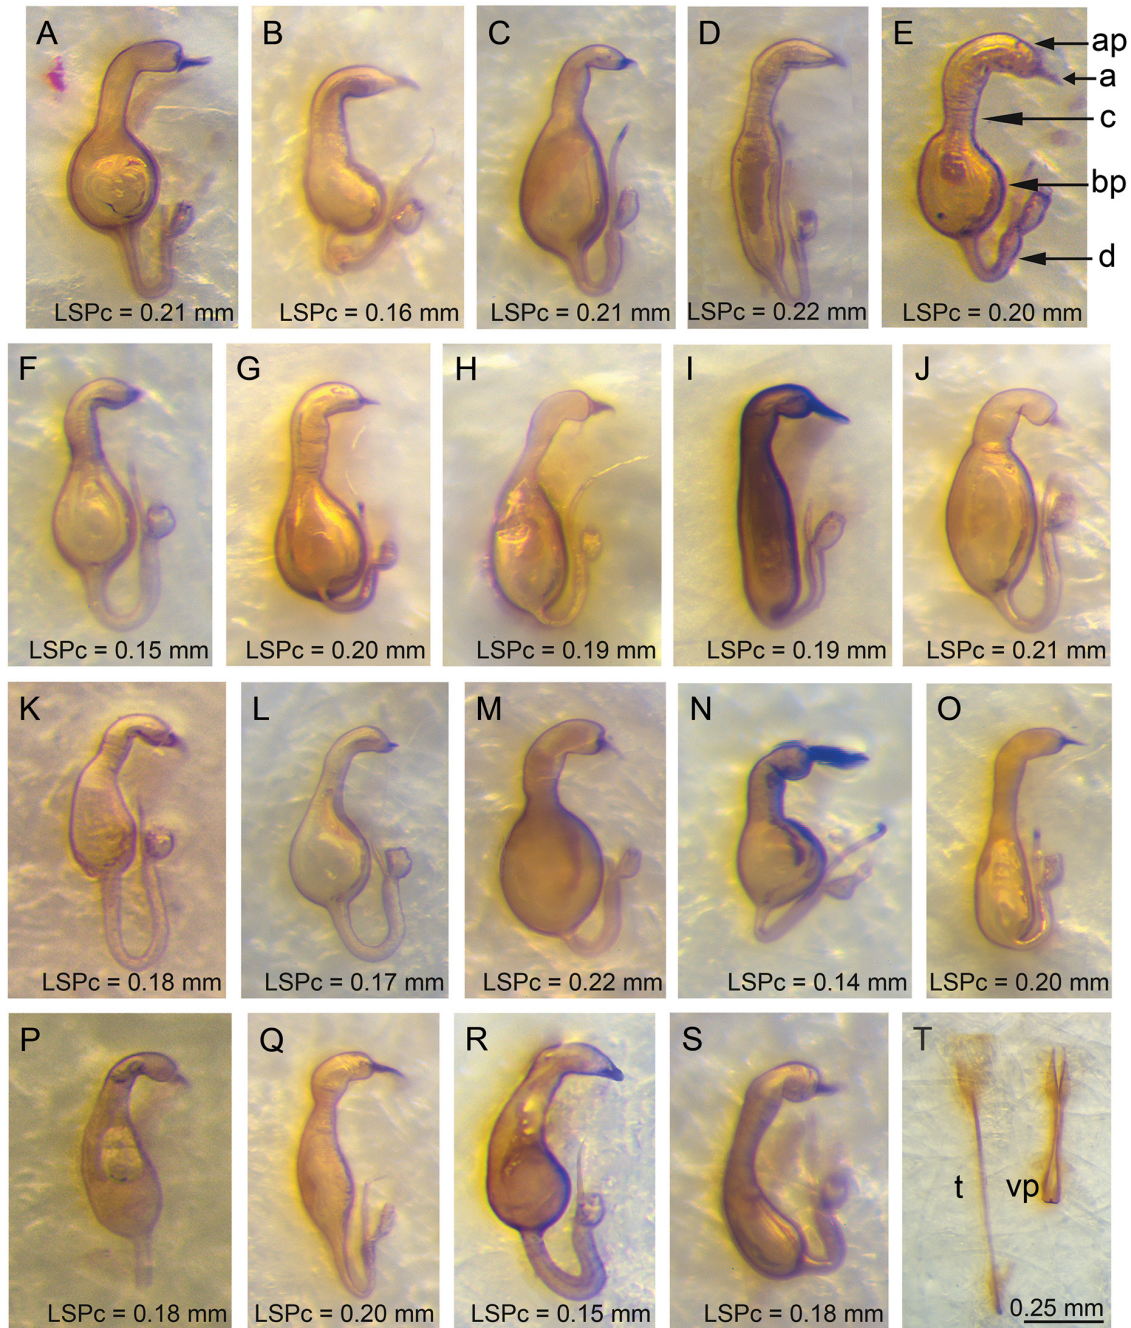 A
B
C
D
E
ap
a
c
bp
d
LSPc = 0.21 mm
LSPc = 0.16 mm
LSPc = 0.21 mm
LSPc = 0.22 mm
LSPc = 0.20 mm
F
G
H
I
J
LSPc = 0.15 mm
LSPc = 0.20 mm
LSPc = 0.19 mm
LSPc = 0.19 mm
LSPc = 0.21 mm
K
L
M
N
O
LSPc = 0.18 mm
LSPc = 0.17 mm
LSPc = 0.22 mm
LSPc = 0.14 mm
LSPc = 0.20 mm
P
Q
R
S
T
t
vp
LSPc = 0.18 mm
LSPc = 0.20 mm
LSPc = 0.15 mm
LSPc = 0.18 mm
0.25 mm